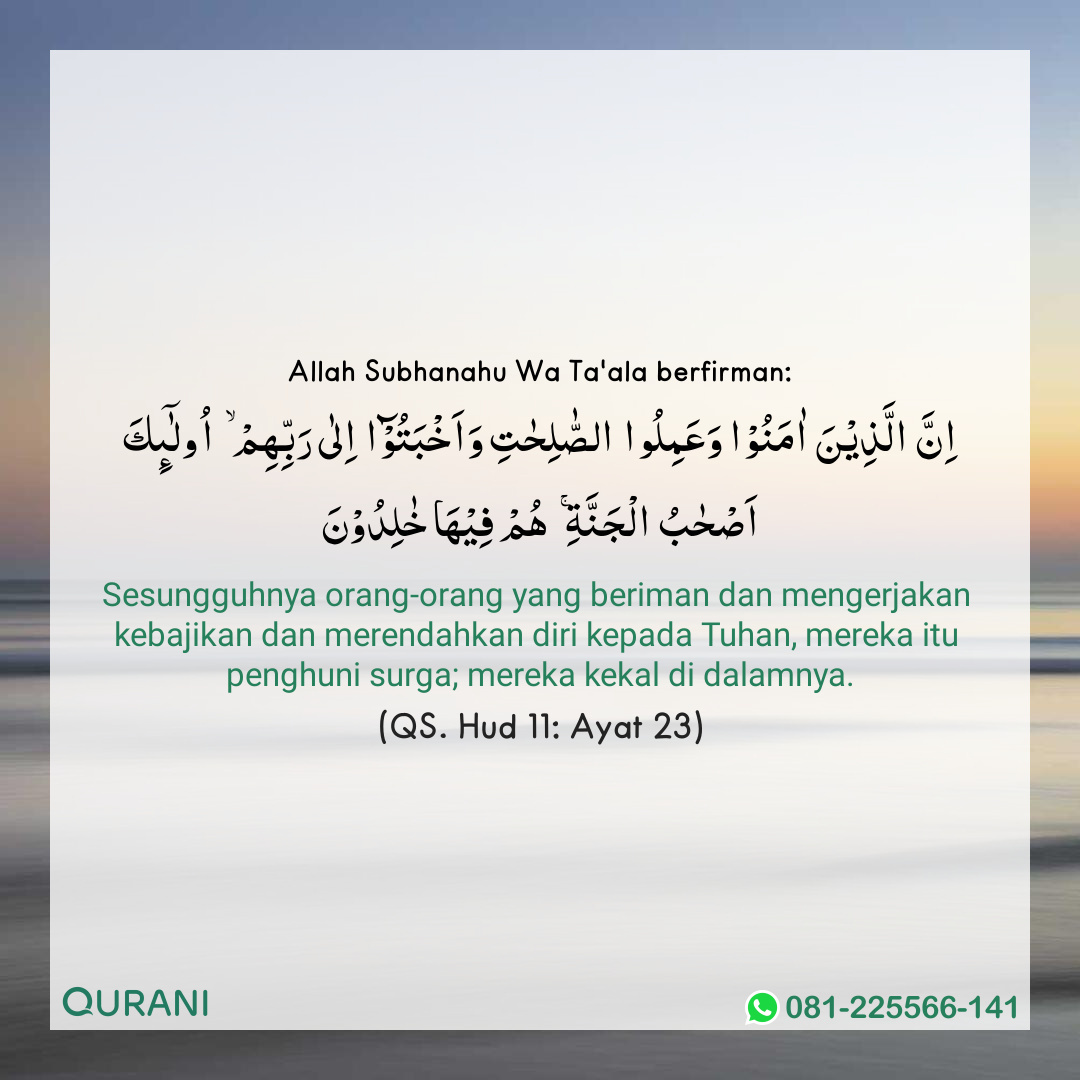 Allah Subhanahu Wa Ta'ala berfirman:
اِنَّ الَّذِيْنَ اٰمَنُوْا وَعَمِلُوا الصّٰلِحٰتِ وَاَخْبَتُوْۤا اِلٰى رَبِّهِمْ ۙ اُولٰٓئِكَ
اَصْحٰبُ الْجَنَّةِ ۚ هُمْ فِيْهَا خٰلِدُوْنَ
Sesungguhnya orang-orang yang beriman dan mengerjakan
kebajikan dan merendahkan diri kepada Tuhan, mereka itu
penghuni surga; mereka kekal di dalamnya.
(QS. Hud 11: Ayat 23)
QURANI
081-225566-141